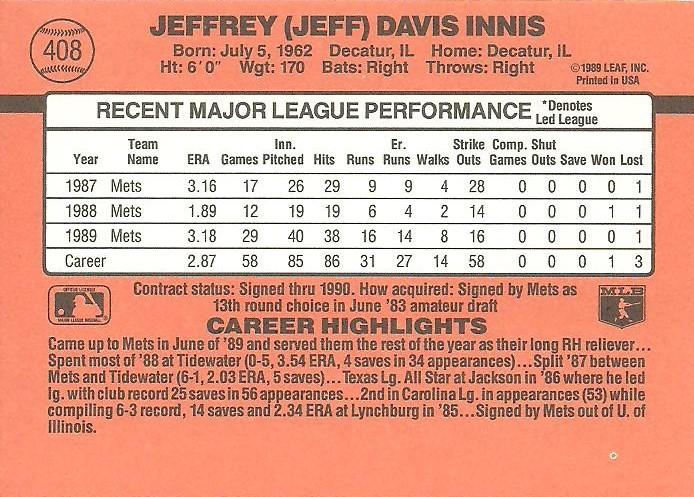 408
JEFFREY (JEFF) DAVIS INNIS
Born: July 5, 1962 Decatur, IL Home: Decatur, IL
Ht: 6'0" Wgt: 170 Bats: Right Throws: Right
©1989 LEAF, INC.
Printed in USA
RECENT MAJOR LEAGUE PERFORMANCE *Denotes Led League
Year Team Name ERA Games Inn. Pitched Hits Runs Er. Runs Walks Strike Outs Comp. Games Shut Outs Save Won Lost
1987 Mets 3.16 17 26 29 9 9 4 28 0 0 0 0 1
1988 Mets 1.89 12 19 19 6 4 2 14 0 0 0 1 1
1989 Mets 3.18 29 40 38 16 14 8 16 0 0 0 0 1
Career 2.87 58 85 86 31 27 14 58 0 0 0 1 3
OFFICIAL LICENSEE
MAJOR LEAGUE BASEBALL
Contract status: Signed thru 1990. How acquired: Signed by Mets as
13th round choice in June '83 amateur draft
MLB
CAREER HIGHLIGHTS
Came up to Mets in June of '89 and served them the rest of the year as their long RH reliever...
Spent most of '88 at Tidewater (0-5, 3.54 ERA, 4 saves in 34 appearances)...Split '87 between
Mets and Tidewater (6-1, 2.03 ERA, 5 saves)...Texas Lg. All Star at Jackson in '86 where he led
lg. with club record 25 saves in 56 appearances...2nd in Carolina Lg. in appearances (53) while
compiling 6-3 record, 14 saves and 2.34 ERA at Lynchburg in '85...Signed by Mets out of U. of
Illinois.